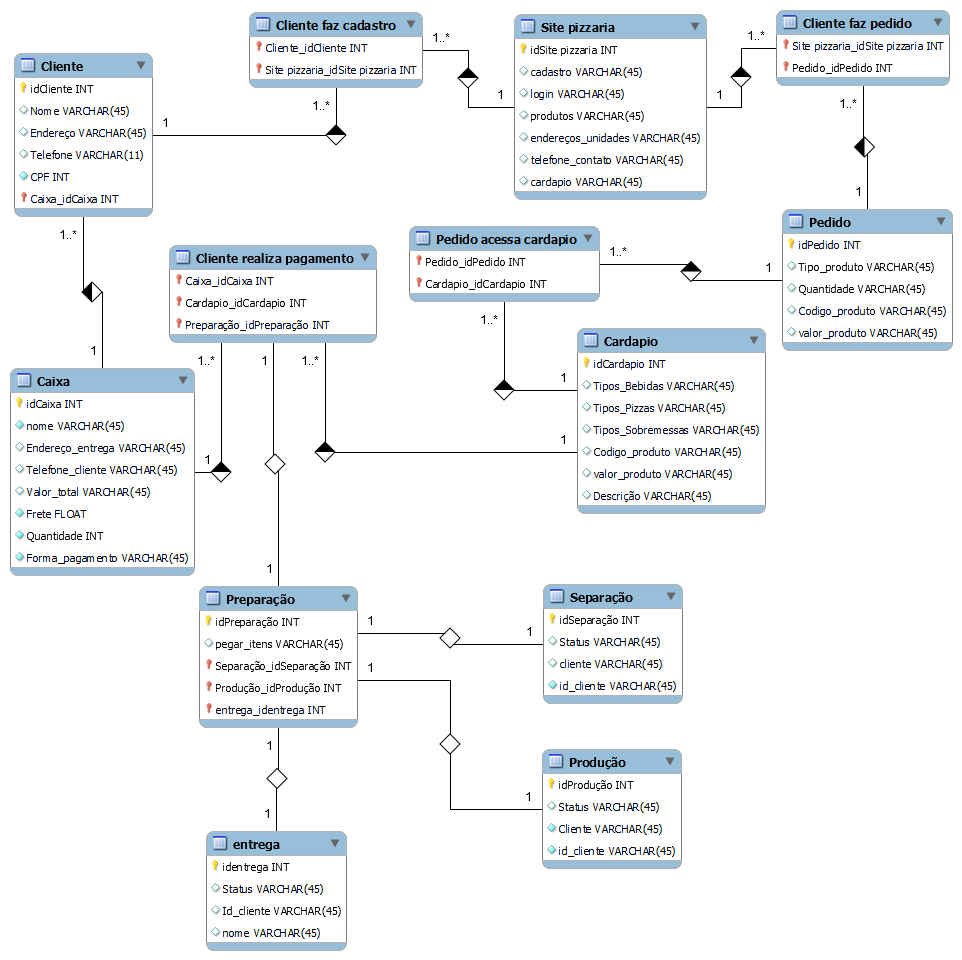 Cliente faz cadastro
Cliente_idCliente INT
Site pizzaria_idSite pizzaria INT
Site pizzaria
idSite pizzaria INT
cadastro VARCHAR(45)
login VARCHAR(45)
produtos VARCHAR(45)
endereços_unidades VARCHAR(45)
telefone_contato VARCHAR(45)
cardapio VARCHAR(45)
Cliente faz pedido
Site pizzaria_idSite pizzaria INT
Pedido_idPedido INT
1..*
1
1..*
1
1..*
1
1..*
1
Cliente
idCliente INT
Nome VARCHAR(45)
Endereço VARCHAR(45)
Telefone VARCHAR(11)
CPF INT
Caixa_idCaixa INT
1..*
1
Cliente realiza pagamento
Caixa_idCaixa INT
Cardapio_idCardapio INT
Preparação_idPreparação INT
Pedido acessa cardapio
Pedido_idPedido INT
Cardapio_idCardapio INT
Pedido
idPedido INT
Tipo_produto VARCHAR(45)
Quantidade VARCHAR(45)
Codigo_produto VARCHAR(45)
valor_produto VARCHAR(45)
1..*
1
1..*
1
1..*
1
1..*
1
1
1
Caixa
idCaixa INT
nome VARCHAR(45)
Endereço_entrega VARCHAR(45)
Telefone_cliente VARCHAR(45)
Valor_total VARCHAR(45)
Frete FLOAT
Quantidade INT
Forma_pagamento VARCHAR(45)
Cardapio
idCardapio INT
Tipos_Bebidas VARCHAR(45)
Tipos_Pizzas VARCHAR(45)
Tipos_Sobremessas VARCHAR(45)
Codigo_produto VARCHAR(45)
valor_produto VARCHAR(45)
Descrição VARCHAR(45)
Preparação
idPreparação INT
pegar_itens VARCHAR(45)
Separação_idSeparação INT
Produção_idProdução INT
entrega_identrega INT
1
1
1
1
1
1
Separação
idSeparação INT
Status VARCHAR(45)
cliente VARCHAR(45)
id_cliente VARCHAR(45)
Produção
idProdução INT
Status VARCHAR(45)
Cliente VARCHAR(45)
id_cliente VARCHAR(45)
entrega
identrega INT
Status VARCHAR(45)
Id_cliente VARCHAR(45)
nome VARCHAR(45)